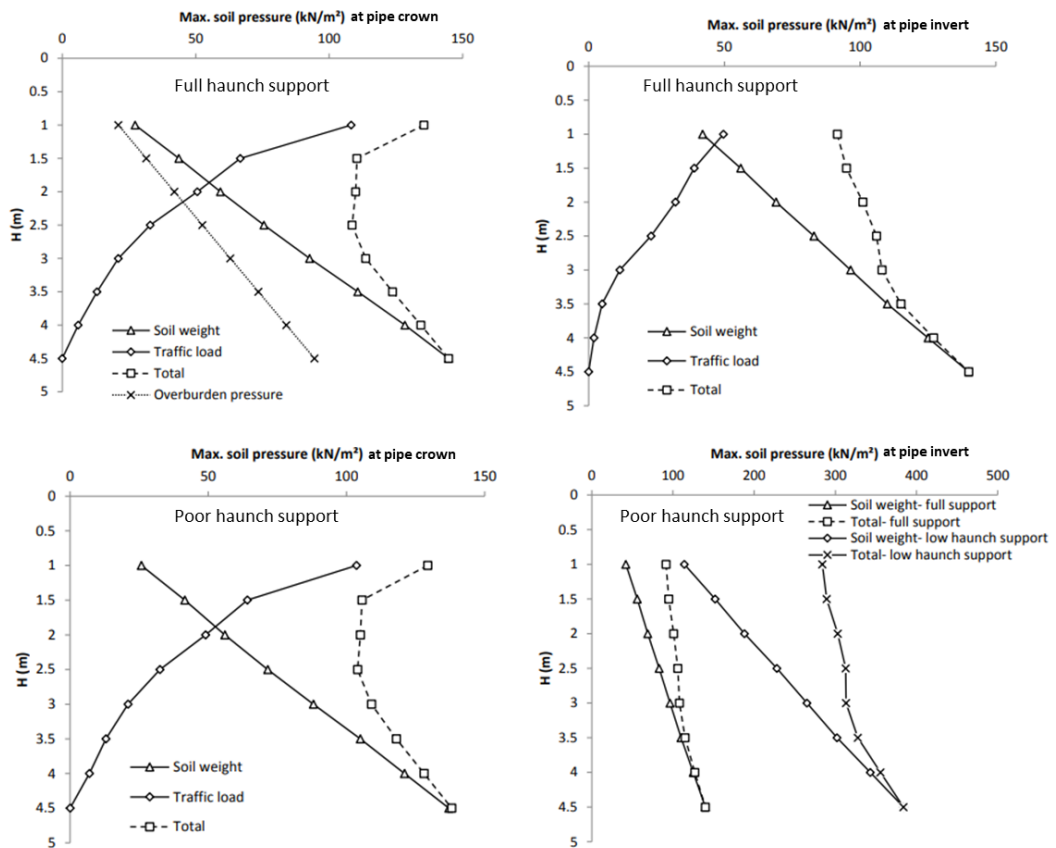 Max. soil pressure (kN/m²) at pipe crown
0 50 100 150
Full haunch support
0
0.5
1
1.5
2
2.5
3
3.5
4
4.5
5
H (m)
Soil weight
Traffic load
Total
Overburden pressure
Max. soil pressure (kN/m²) at pipe invert
0 50 100 150
Full haunch support
0
0.5
1
1.5
2
2.5
3
3.5
4
4.5
5
H (m)
Soil weight
Traffic load
Total
Max. soil pressure (kN/m²) at pipe crown
0 50 100 150
Poor haunch support
0
0.5
1
1.5
2
2.5
3
3.5
4
4.5
5
H (m)
Soil weight
Traffic load
Total
Max. soil pressure (kN/m²) at pipe invert
0 100 200 300 400 500
Poor haunch support
0
0.5
1
1.5
2
2.5
3
3.5
4
4.5
5
H (m)
Soil weight- full support
Total- full support
Soil weight- low haunch support
Total- low haunch support